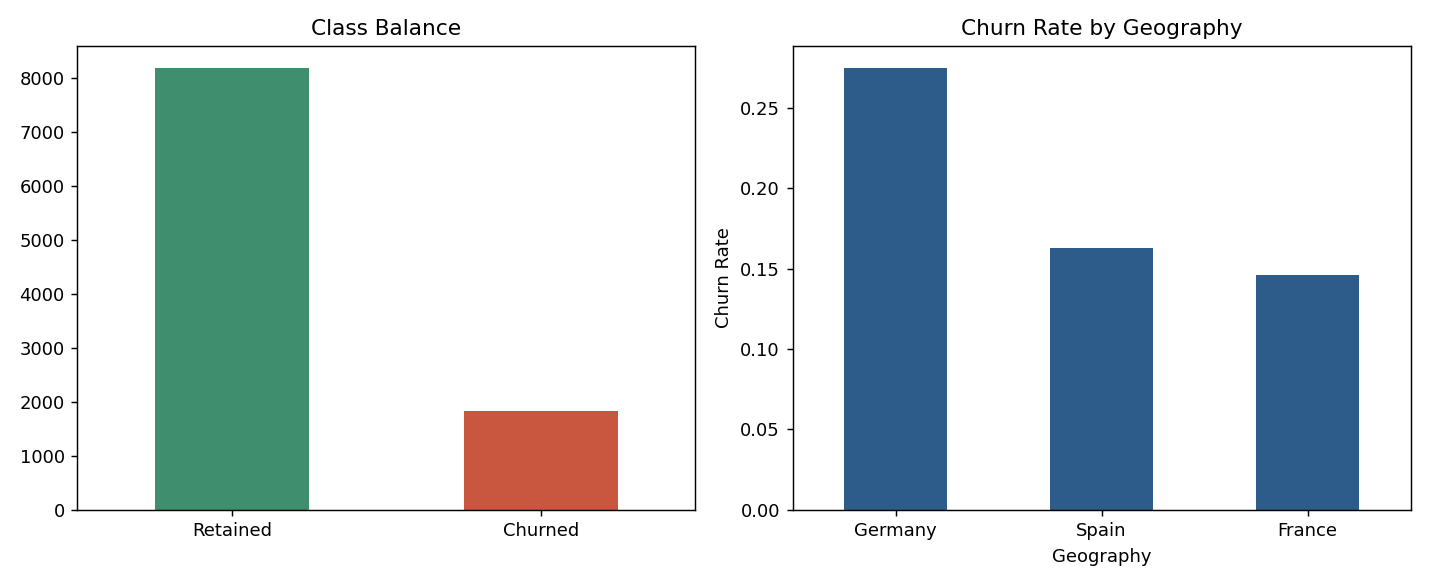 Class Balance
8000
7000
6000
5000
4000
3000
2000
1000
0
Retained Churned
Churn Rate by Geography
Churn Rate
0.25
0.20
0.15
0.10
0.05
0.00
Germany Spain France
Geography